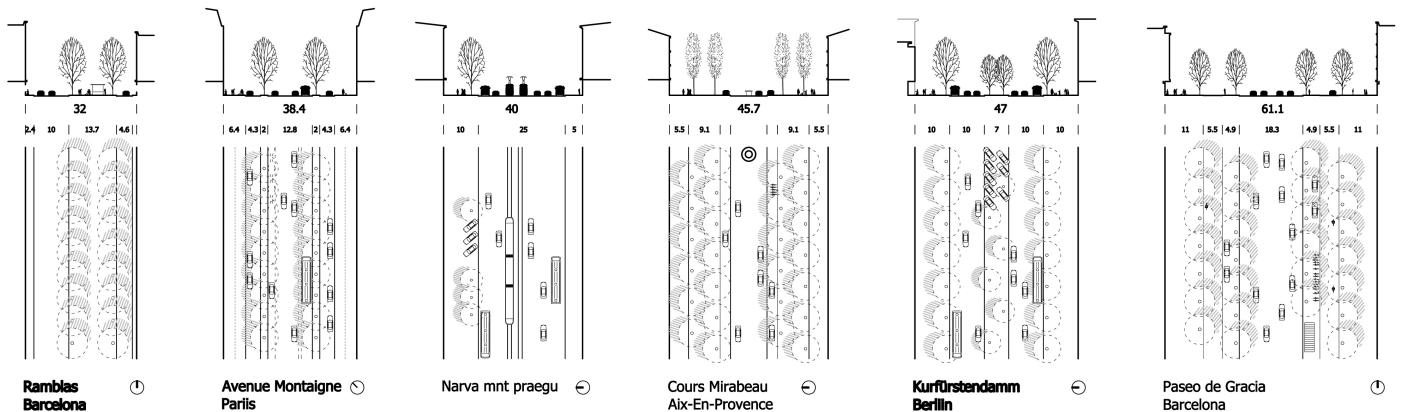 32
38.4
40
45.7
47
61.1
2.4 10 13.7 4.6
6.4 4.3 2 12.8 2 4.3 6.4
10 25 5
5.5 9.1 9.1 5.5
10 10 7 10 10
11 5.5 4.9 18.3 4.9 5.5 11
Ramblas
Barcelona
Avenue Montaigne
Pariis
Narva mnt praegu
Cours Mirabeau
Aix-En-Provence
Kurfürstendamm
Berliin
Paseo de Gracia
Barcelona